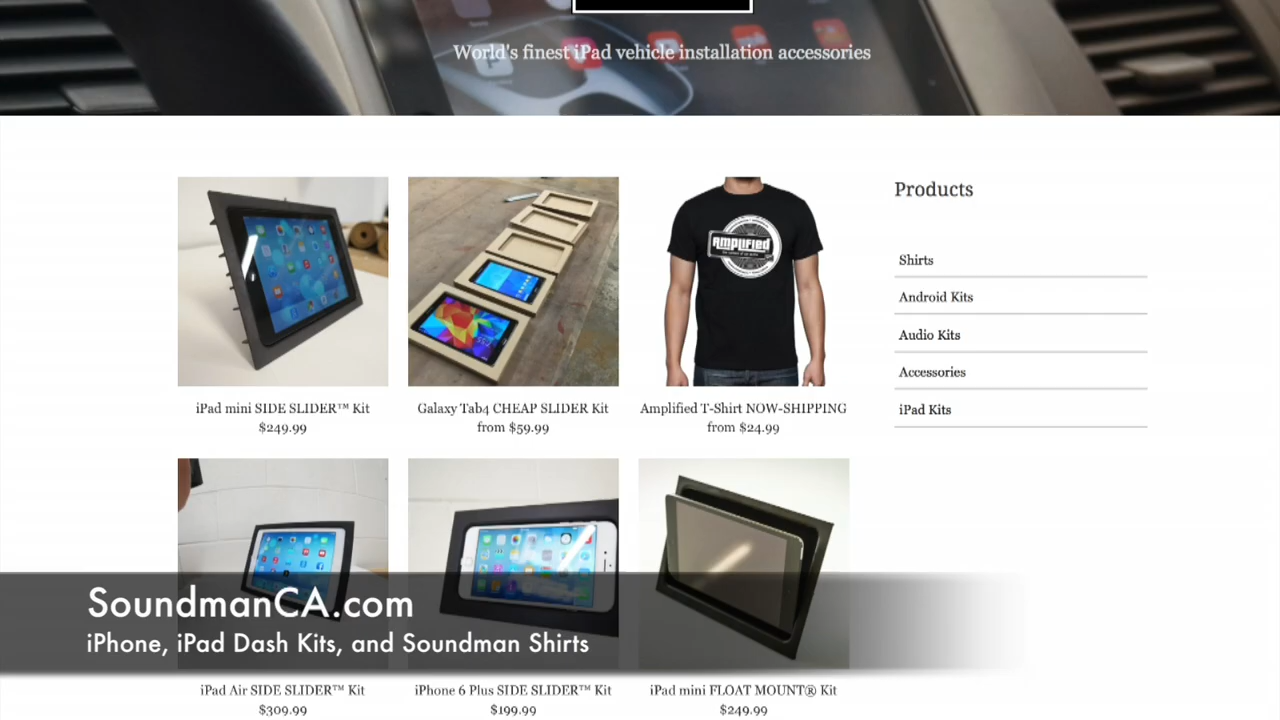 World's finest iPad vehicle installation accessories
Products
AMPLIFIED
Shirts
Android Kits
Audio Kits
Accessories
iPad Kits
iPad mini SIDE SLIDER™ Kit
$249.99
Galaxy Tab4 CHEAP SLIDER Kit
from $59.99
Amplified T-Shirt NOW-SHIPPING
from $24.99
SoundmanCA.com
iPhone, iPad Dash Kits, and Soundman Shirts
iPad Air SIDE SLIDER™ Kit
$309.99
iPhone 6 Plus SIDE SLIDER™ Kit
$199.99
iPad mini FLOAT MOUNT® Kit
$249.99